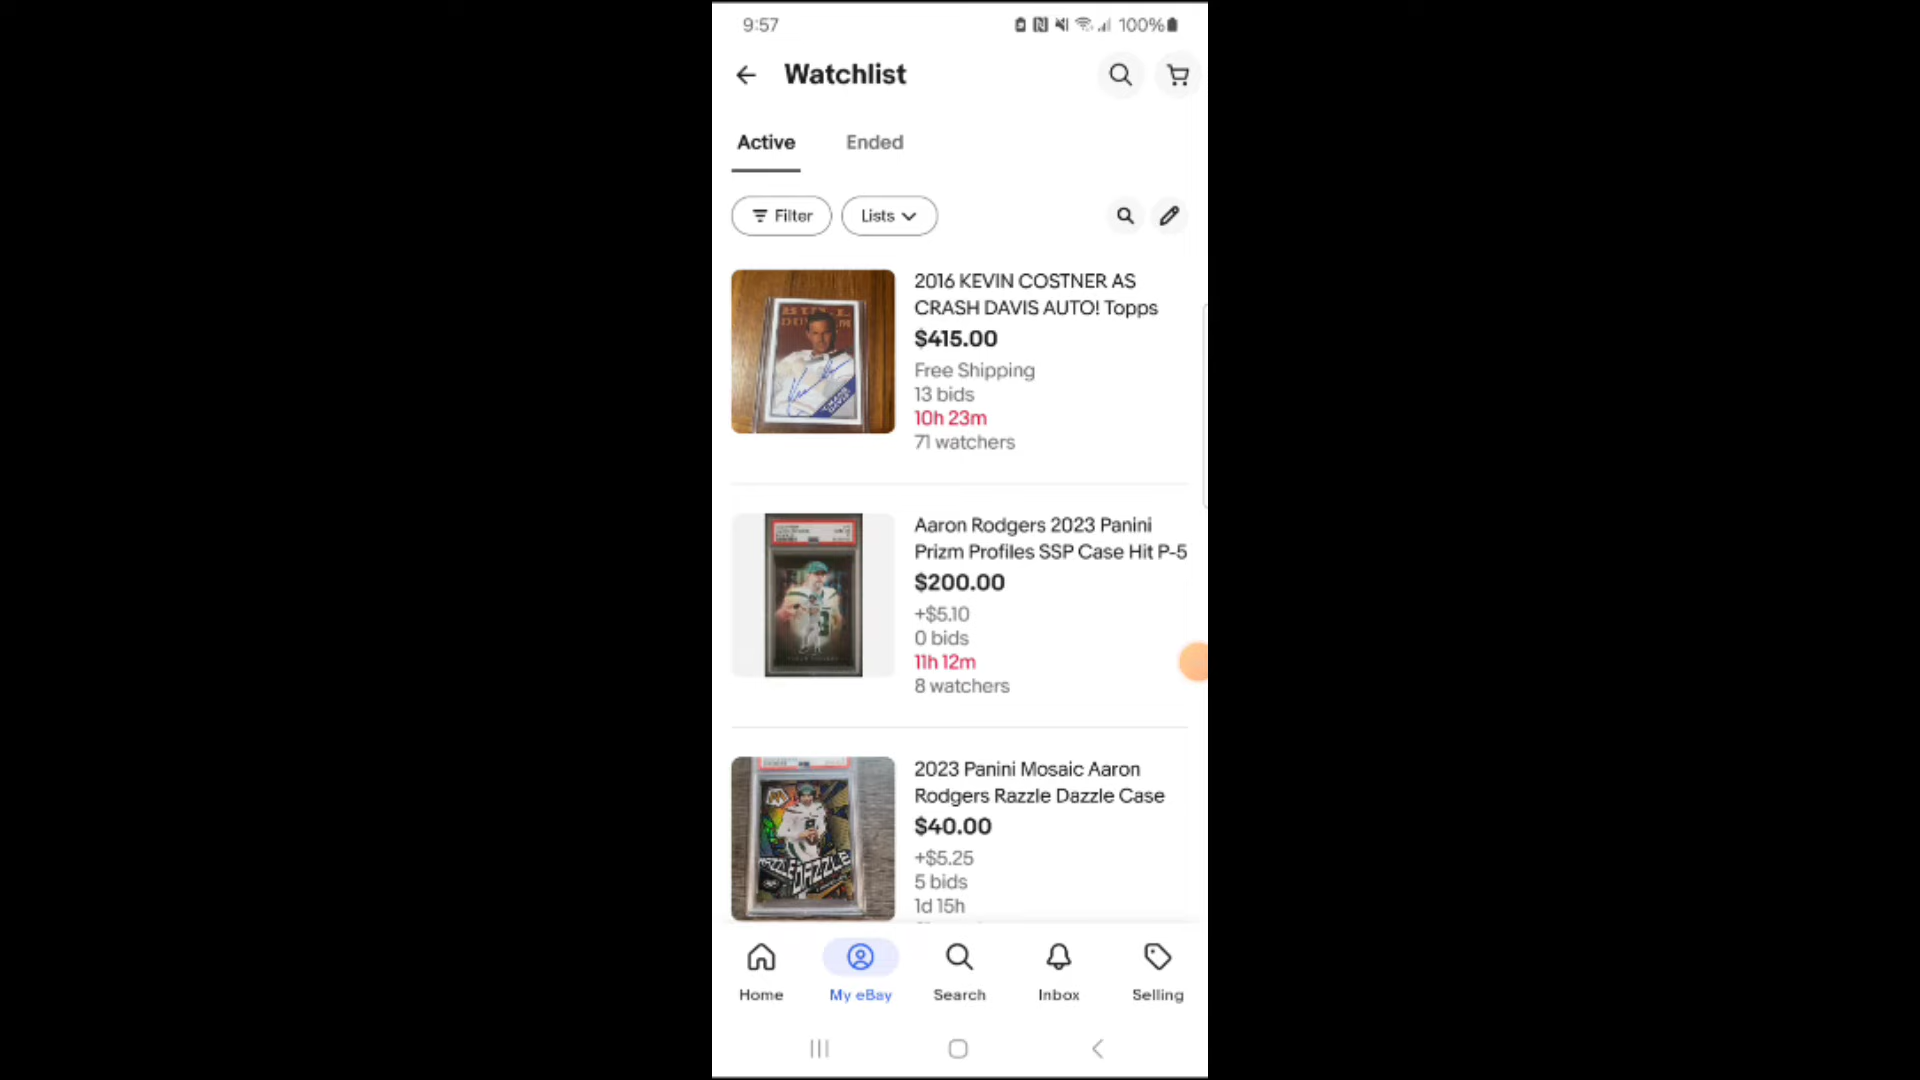 9:57
100%
Watchlist
Active
Ended
Filter
Lists
2016 KEVIN COSTNER AS
CRASH DAVIS AUTO! Topps
$415.00
Free Shipping
13 bids
10h 23m
71 watchers
Aaron Rodgers 2023 Panini
Prizm Profiles SSP Case Hit P-5
$200.00
+$5.10
0 bids
11h 12m
8 watchers
RAZZLE
DAZZLE
2023 Panini Mosaic Aaron
Rodgers Razzle Dazzle Case
$40.00
+$5.25
5 bids
1d 15h
Home
My eBay
Search
Inbox
Selling